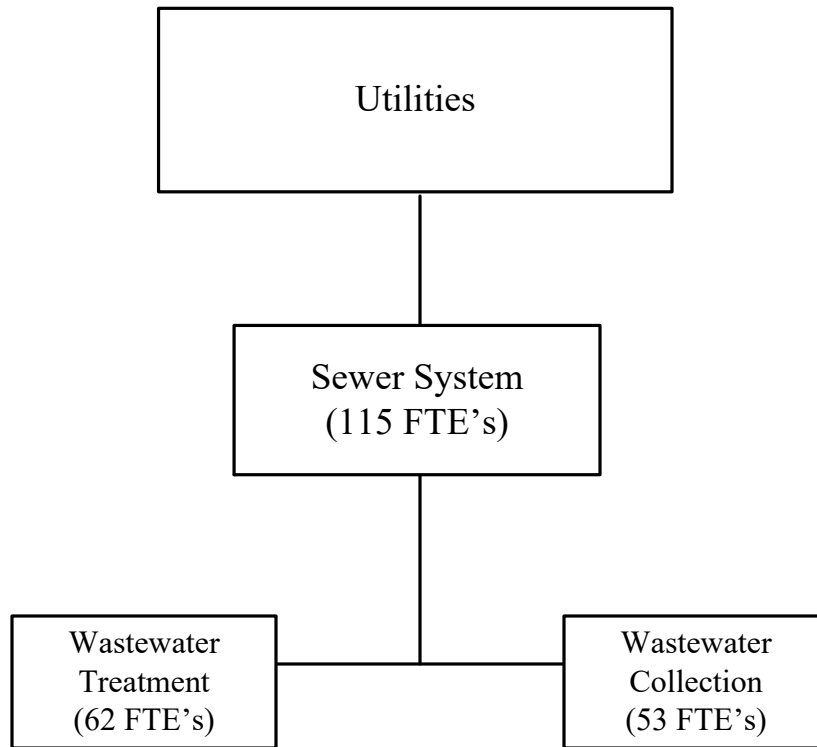 Utilities
Sewer System
(115 FTE’s)
Wastewater
Treatment
(62 FTE’s)
Wastewater
Collection
(53 FTE’s)